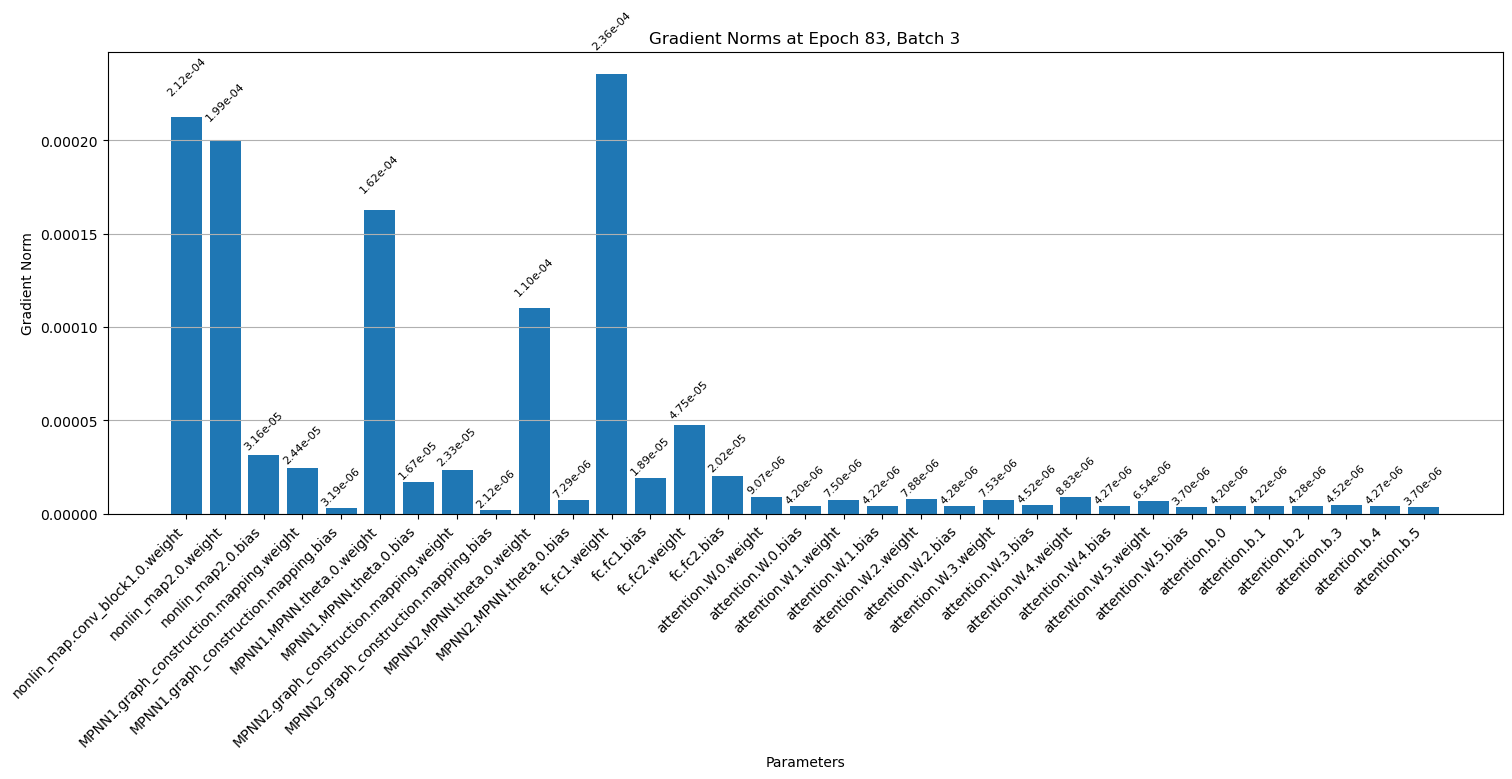 Gradient Norms at Epoch 83, Batch 3
Gradient Norm
0.00020
0.00015
0.00010
0.00005
0.00000
2.12e-04
1.99e-04
3.16e-05
2.44e-05
3.19e-06
1.62e-04
1.67e-05
2.33e-05
2.12e-06
1.10e-04
7.29e-06
2.36e-04
1.89e-05
4.75e-05
2.02e-05
9.07e-06
4.20e-06
7.50e-06
4.22e-06
7.88e-06
4.28e-06
7.53e-06
4.52e-06
8.83e-06
4.27e-06
6.54e-06
3.70e-06
4.20e-06
4.22e-06
4.28e-06
4.52e-06
4.27e-06
3.70e-06
nonlin_map.conv_block1.0.weight
nonlin_map2.0.weight
nonlin_map2.0.bias
MPNN1.graph_construction.mapping.weight
MPNN1.graph_construction.mapping.bias
MPNN1.MPNN.theta.0.weight
MPNN1.MPNN.theta.0.bias
MPNN2.graph_construction.mapping.weight
MPNN2.graph_construction.mapping.bias
MPNN2.MPNN.theta.0.weight
MPNN2.MPNN.theta.0.bias
fc.fc1.weight
fc.fc1.bias
fc.fc2.weight
fc.fc2.bias
attention.W.0.weight
attention.W.0.bias
attention.W.1.weight
attention.W.1.bias
attention.W.2.weight
attention.W.2.bias
attention.W.3.weight
attention.W.3.bias
attention.W.4.weight
attention.W.4.bias
attention.W.5.weight
attention.W.5.bias
attention.b.0
attention.b.1
attention.b.2
attention.b.3
attention.b.4
attention.b.5
Parameters